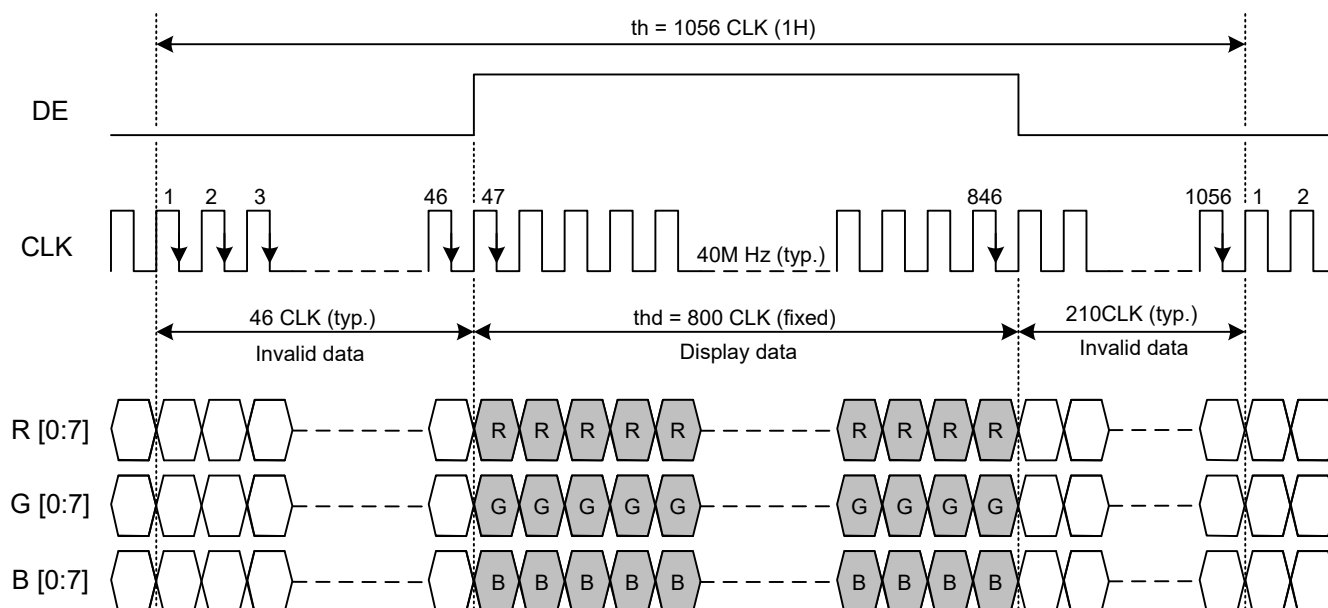 th = 1056 CLK (1H)
DE
1 2 3 46 47 846 1056 1 2
CLK
40M Hz (typ.)
46 CLK (typ.) thd = 800 CLK (fixed) 210CLK (typ.)
Invalid data Display data Invalid data
R [0:7] R R R R R R R R R
G [0:7] G G G G G G G G G
B [0:7] B B B B B B B B B